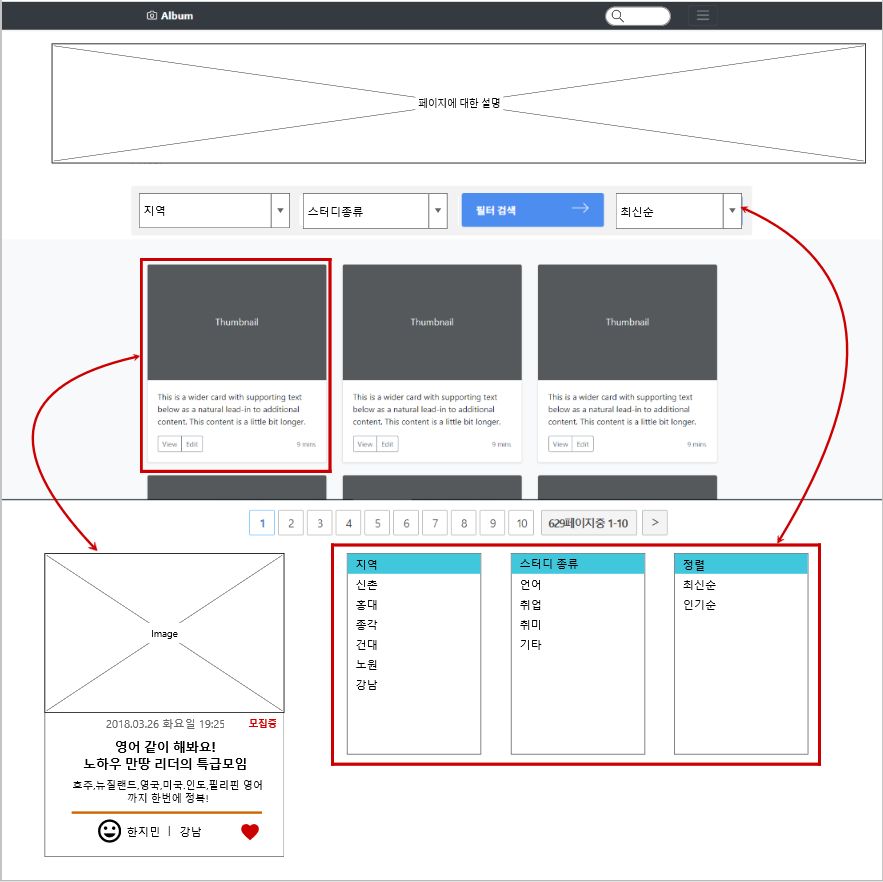 Album
페이지에 대한 설명
지역
스터디종류
필터 검색
최신순
Thumbnail
Thumbnail
Thumbnail
This is a wider card with supporting text
below as a natural lead-in to additional
content. This content is a little bit longer.
View Edit 9 mins
This is a wider card with supporting text
below as a natural lead-in to additional
content. This content is a little bit longer.
View Edit 9 mins
This is a wider card with supporting text
below as a natural lead-in to additional
content. This content is a little bit longer.
View Edit 9 mins
1 2 3 4 5 6 7 8 9 10 629페이지중 1-10 >
Image
2018.03.26 화요일 19:25 모집중
영어 같이 해봐요!
노하우 만땅 리더의 특급모임
호주,뉴질랜드,영국,미국.인도,필리핀 영어
까지 한번에 정복!
한지민 | 강남
지역
신촌
홍대
종각
건대
노원
강남
스터디 종류
언어
취업
취미
기타
정렬
최신순
인기순